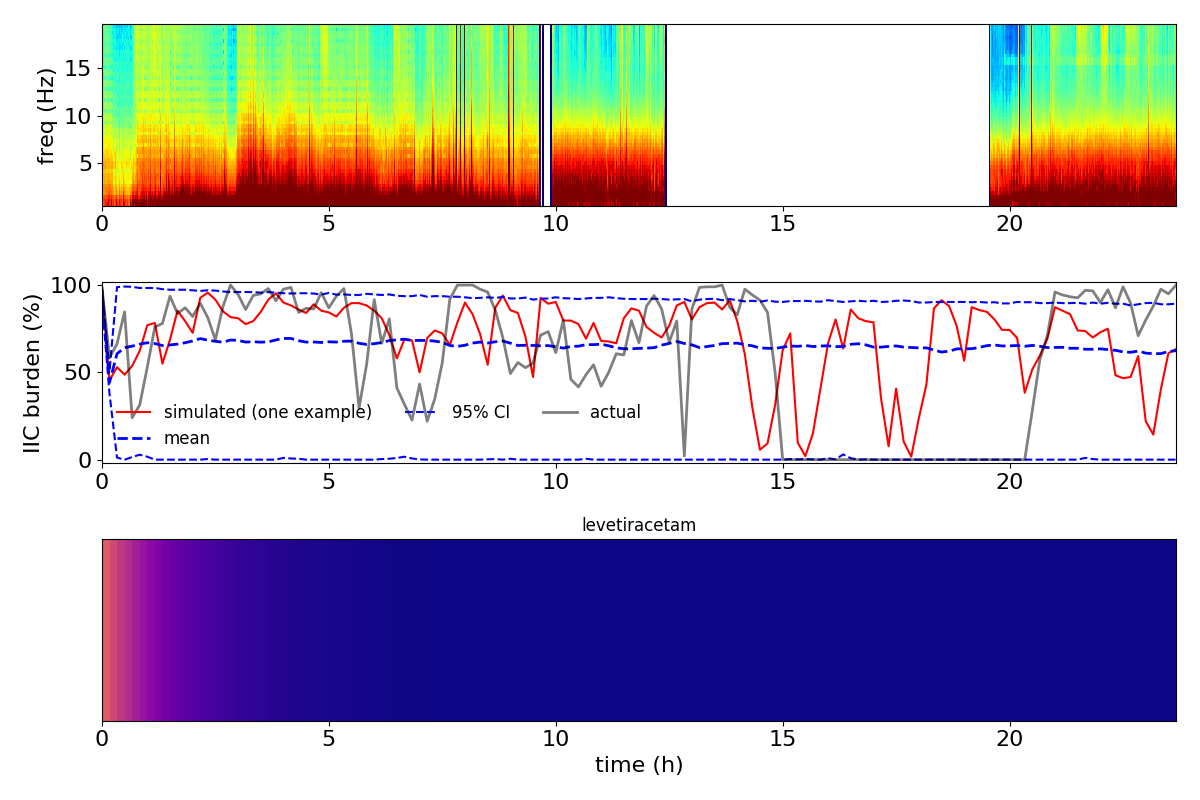 freq (Hz)
15
10
5
0 5 10 15 20
IIC burden (%)
100
50
0
simulated (one example) 95% CI actual
mean
0 5 10 15 20
levetiracetam
0 5 10 15 20
time (h)